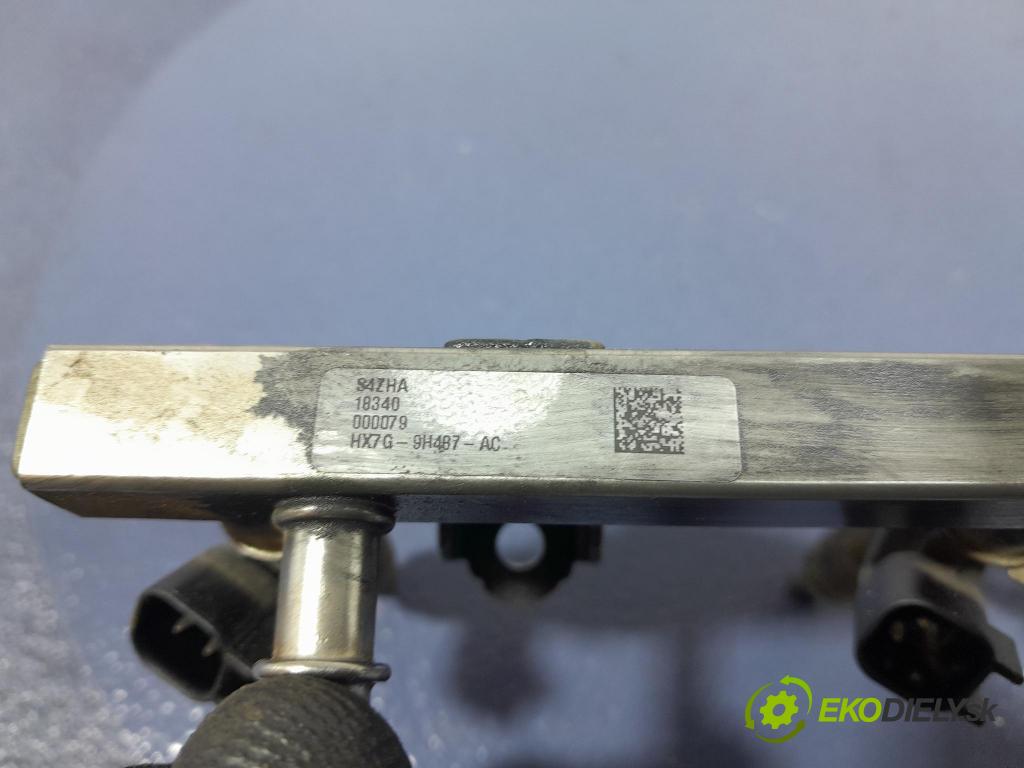 S4ZHA
18340
000079
HX7G-9H487-AC
EKODIELY.SK